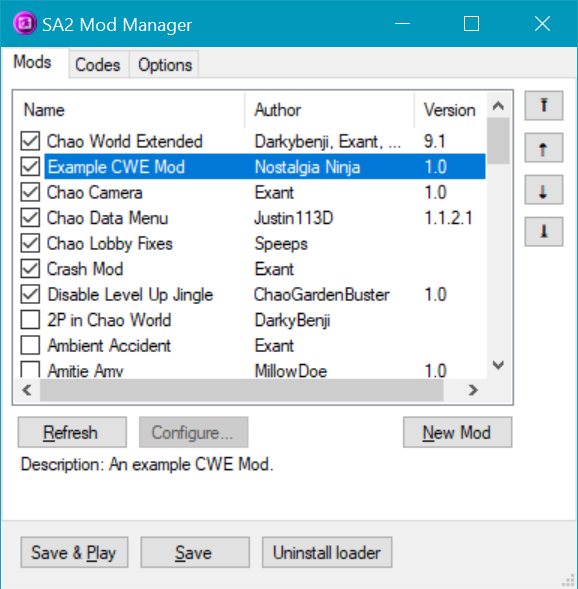 SA2 Mod Manager
Mods Codes Options
Name Author Version
Chao World Extended Darkybenji, Exant, ... 9.1
Example CWE Mod Nostalgia Ninja 1.0
Chao Camera Exant 1.0
Chao Data Menu Justin113D 1.1.2.1
Chao Lobby Fixes Speeps
Crash Mod Exant
Disable Level Up Jingle ChaoGardenBuster 1.0
2P in Chao World DarkyBenji
Ambient Accident Exant
Amitie Amy MillowDoe 1.0
Refresh Configure... New Mod
Description: An example CWE Mod.
Save & Play Save Uninstall loader